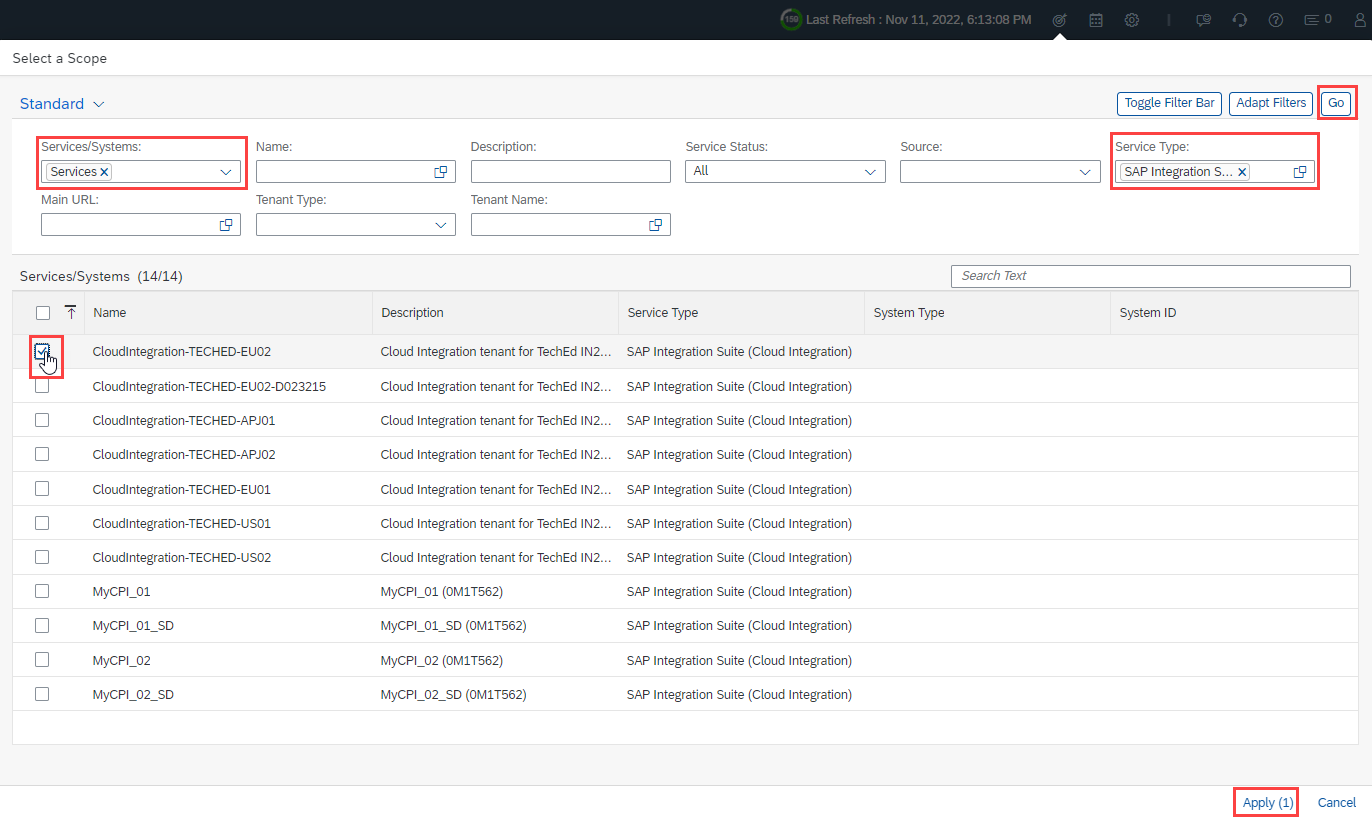 158 Last Refresh : Nov 11, 2022, 6:13:08 PM 0
Select a Scope
Standard Toggle Filter Bar Adapt Filters Go
Services/Systems: Name: Description: Service Status: Source: Service Type:
Services All SAP Integration S...
Main URL: Tenant Type: Tenant Name:
Services/Systems (14/14) Search Text
Name Description Service Type System Type System ID
CloudIntegration-TECHED-EU02 Cloud Integration tenant for TechEd IN2... SAP Integration Suite (Cloud Integration)
CloudIntegration-TECHED-EU02-D023215 Cloud Integration tenant for TechEd IN2... SAP Integration Suite (Cloud Integration)
CloudIntegration-TECHED-APJ01 Cloud Integration tenant for TechEd IN2... SAP Integration Suite (Cloud Integration)
CloudIntegration-TECHED-APJ02 Cloud Integration tenant for TechEd IN2... SAP Integration Suite (Cloud Integration)
CloudIntegration-TECHED-EU01 Cloud Integration tenant for TechEd IN2... SAP Integration Suite (Cloud Integration)
CloudIntegration-TECHED-US01 Cloud Integration tenant for TechEd IN2... SAP Integration Suite (Cloud Integration)
CloudIntegration-TECHED-US02 Cloud Integration tenant for TechEd IN2... SAP Integration Suite (Cloud Integration)
MyCPI_01 MyCPI_01 (0M1T562) SAP Integration Suite (Cloud Integration)
MyCPI_01_SD MyCPI_01_SD (0M1T562) SAP Integration Suite (Cloud Integration)
MyCPI_02 MyCPI_02 (0M1T562) SAP Integration Suite (Cloud Integration)
MyCPI_02_SD MyCPI_02_SD (0M1T562) SAP Integration Suite (Cloud Integration)
Apply (1) Cancel